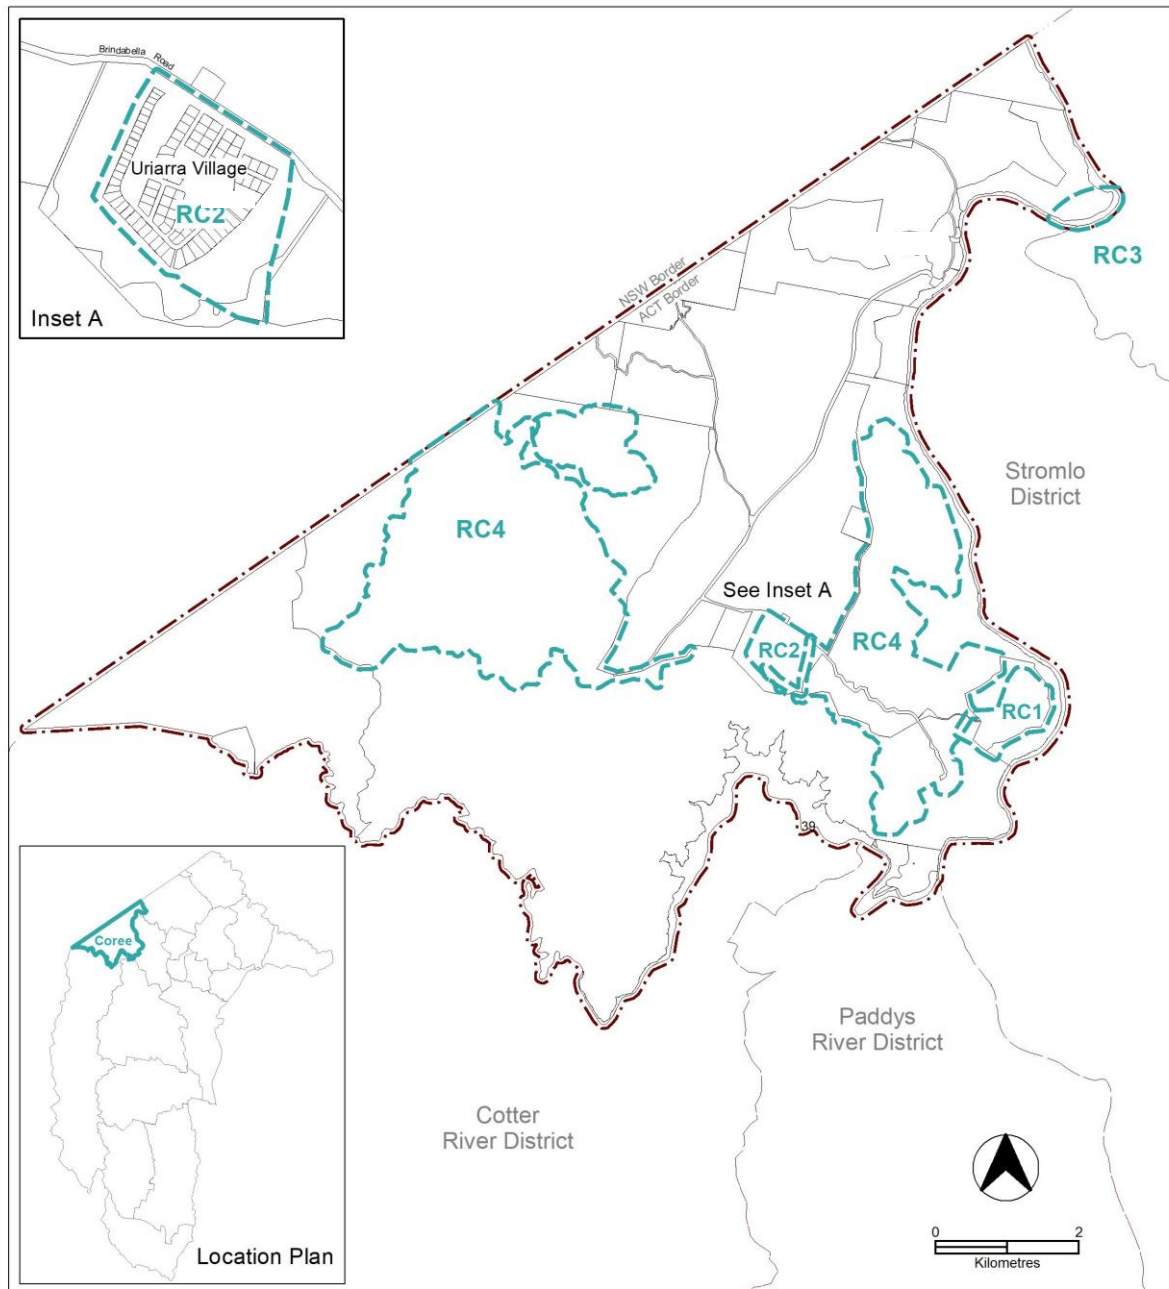 Brindabella Road
Uriarra Village
RC2
Inset A
RC3
NSW Border
ACT Border
Stromlo
District
RC4
See Inset A
RC2
RC4
RC1
39
Coree
Location Plan
Paddys
River District
Cotter
River District
0 2
Kilometres